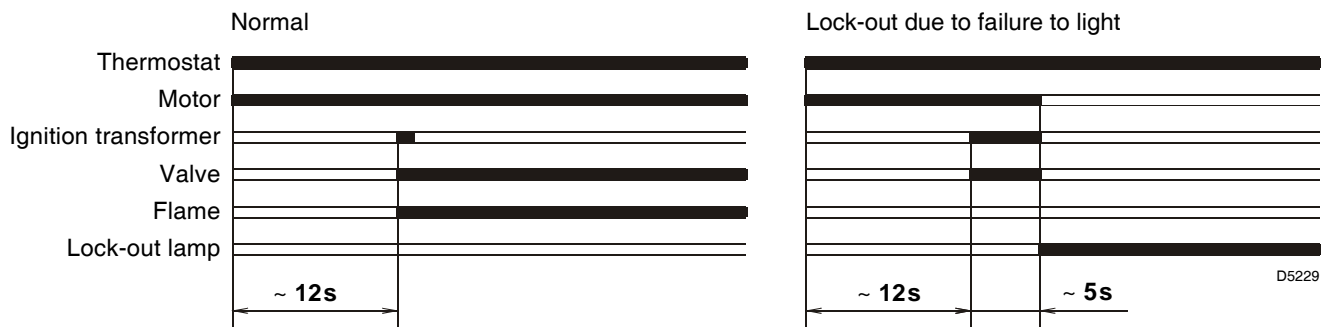 Normal
Lock-out due to failure to light
Thermostat
Motor
Ignition transformer
Valve
Flame
Lock-out lamp
D5229
~ 12s
~ 12s
~ 5s